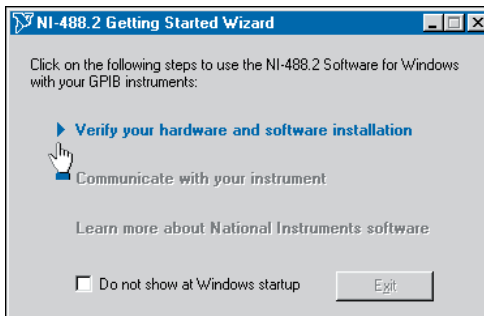 NI-488.2 Getting Started Wizard
Click on the following steps to use the NI-488.2 Software for Windows
with your GPIB instruments:
Verify your hardware and software installation
Communicate with your instrument
Learn more about National Instruments software
Do not show at Windows startup
Exit